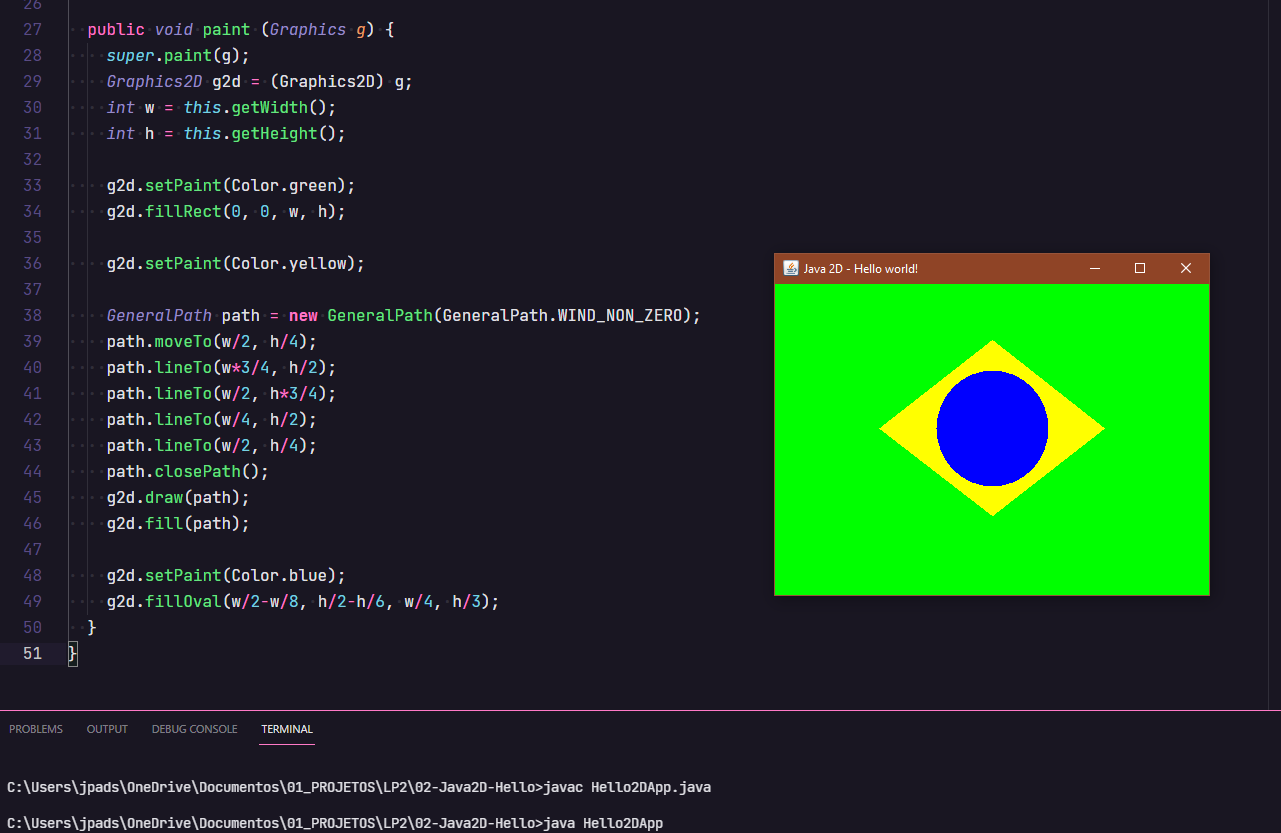 26
27 public void paint (Graphics g) {
28 super.paint(g);
29 Graphics2D g2d = (Graphics2D) g;
30 int w = this.getWidth();
31 int h = this.getHeight();
32
33 g2d.setPaint(Color.green);
34 g2d.fillRect(0, 0, w, h);
35
36 g2d.setPaint(Color.yellow);
37
38 GeneralPath path = new GeneralPath(GeneralPath.WIND_NON_ZERO);
39 path.moveTo(w/2, h/4);
40 path.lineTo(w*3/4, h/2);
41 path.lineTo(w/2, h*3/4);
42 path.lineTo(w/4, h/2);
43 path.lineTo(w/2, h/4);
44 path.closePath();
45 g2d.draw(path);
46 g2d.fill(path);
47
48 g2d.setPaint(Color.blue);
49 g2d.fillOval(w/2-w/8, h/2-h/6, w/4, h/3);
50 }
51 }
Java 2D - Hello world!
PROBLEMS OUTPUT DEBUG CONSOLE TERMINAL
C:\Users\jpads\OneDrive\Documentos\01_PROJETOS\LP2\02-Java2D-Hello>javac Hello2DApp.java
C:\Users\jpads\OneDrive\Documentos\01_PROJETOS\LP2\02-Java2D-Hello>java Hello2DApp